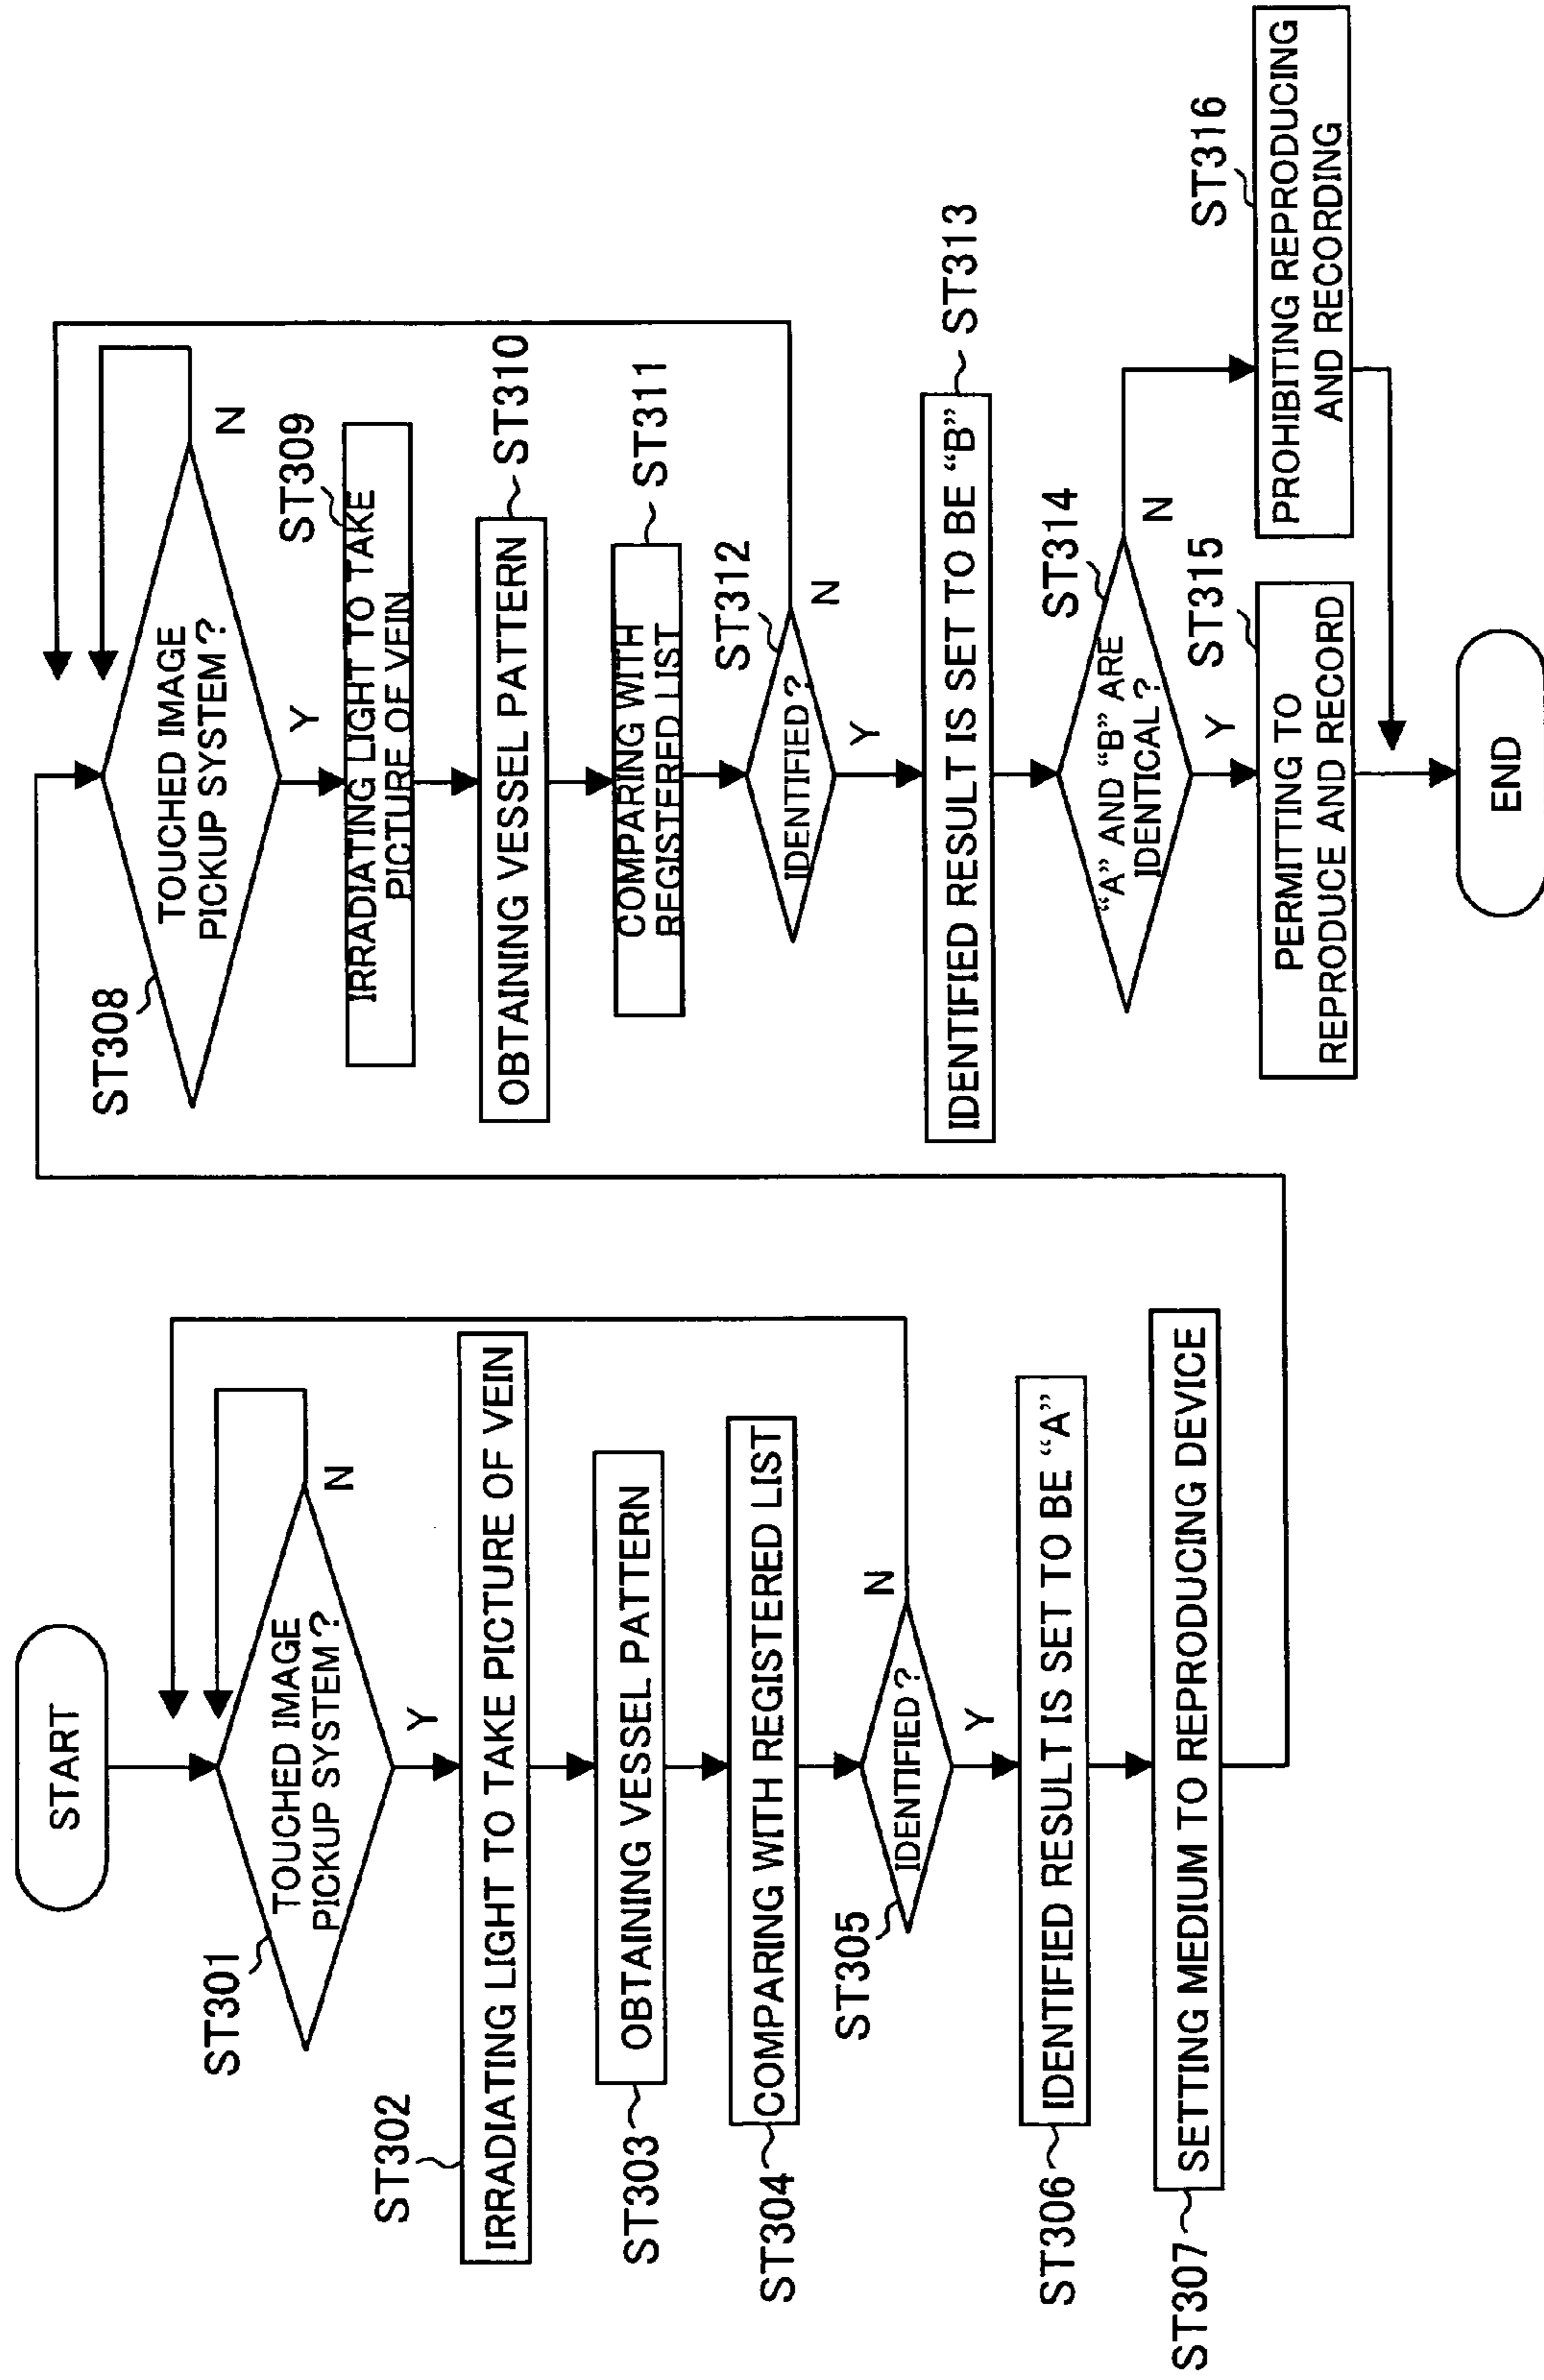 START
ST301
TOUCHED IMAGE
PICKUP SYSTEM?
N
Y
ST302
IRRADIATING LIGHT TO TAKE PICTURE OF VEIN
ST303
OBTAINING VESSEL PATTERN
ST304
COMPARING WITH REGISTERED LIST
ST305
IDENTIFIED?
N
Y
ST306
IDENTIFIED RESULT IS SET TO BE “A”
ST307
SETTING MEDIUM TO REPRODUCING DEVICE
ST308
TOUCHED IMAGE
PICKUP SYSTEM?
N
Y
ST309
IRRADIATING LIGHT TO TAKE
PICTURE OF VEIN
OBTAINING VESSEL PATTERN
ST310
COMPARING WITH
REGISTERED LIST
ST311
ST312
IDENTIFIED?
N
Y
IDENTIFIED RESULT IS SET TO BE “B”
ST313
ST314
“A” AND “B” ARE
IDENTICAL?
N
Y
ST315
PERMITTING TO
REPRODUCE AND RECORD
ST316
PROHIBITING REPRODUCING
AND RECORDING
END